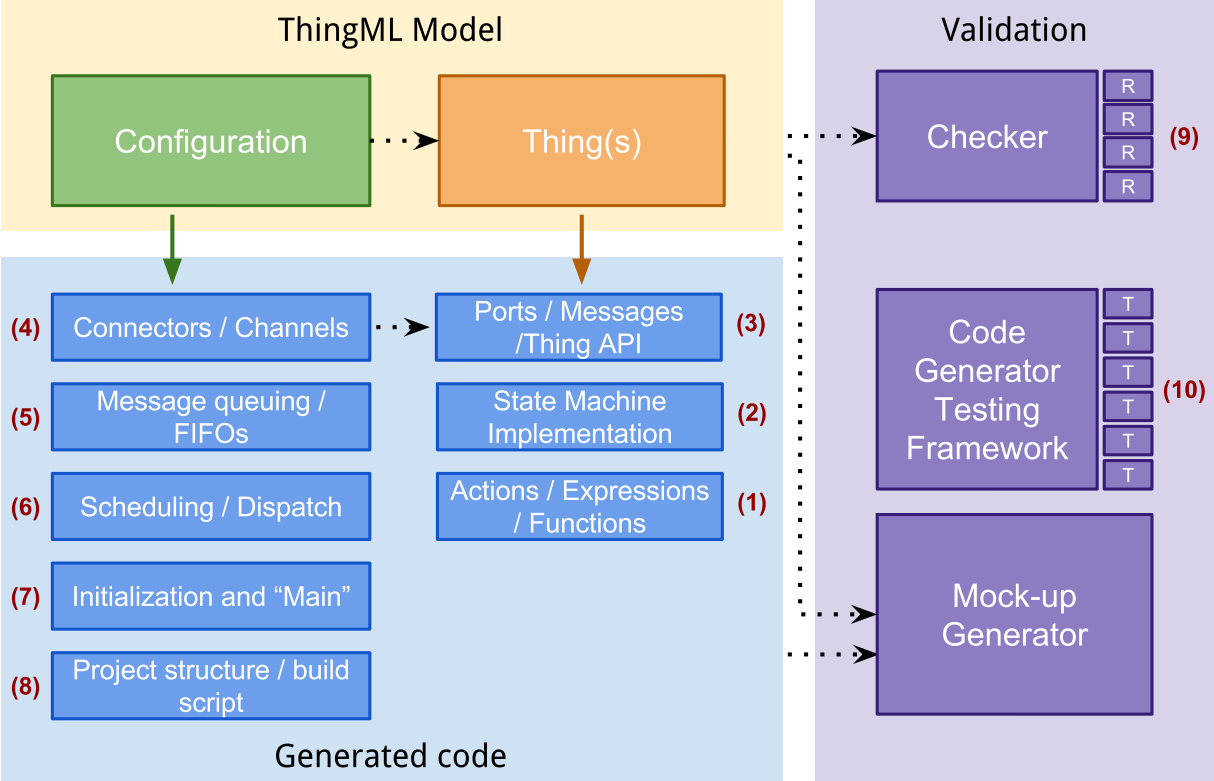 ThingML Model
Configuration
Thing(s)
(4)
Connectors / Channels
Ports / Messages
/Thing API
(3)
(5)
Message queuing /
FIFOs
State Machine
Implementation
(2)
(6)
Scheduling / Dispatch
Actions / Expressions
/ Functions
(1)
(7)
Initialization and “Main”
(8)
Project structure / build
script
Generated code
Validation
Checker
R
R
R
R
(9)
Code
Generator
Testing
Framework
T
T
T
T
T
T
(10)
Mock-up
Generator